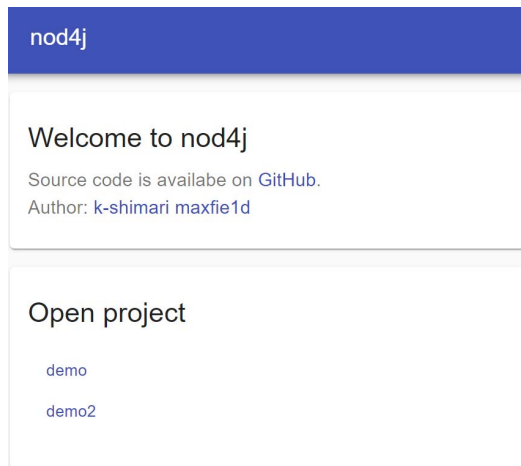 nod4j
Welcome to nod4j
Source code is availabe on GitHub.
Author: k-shimari maxfie1d
Open project
demo
demo2